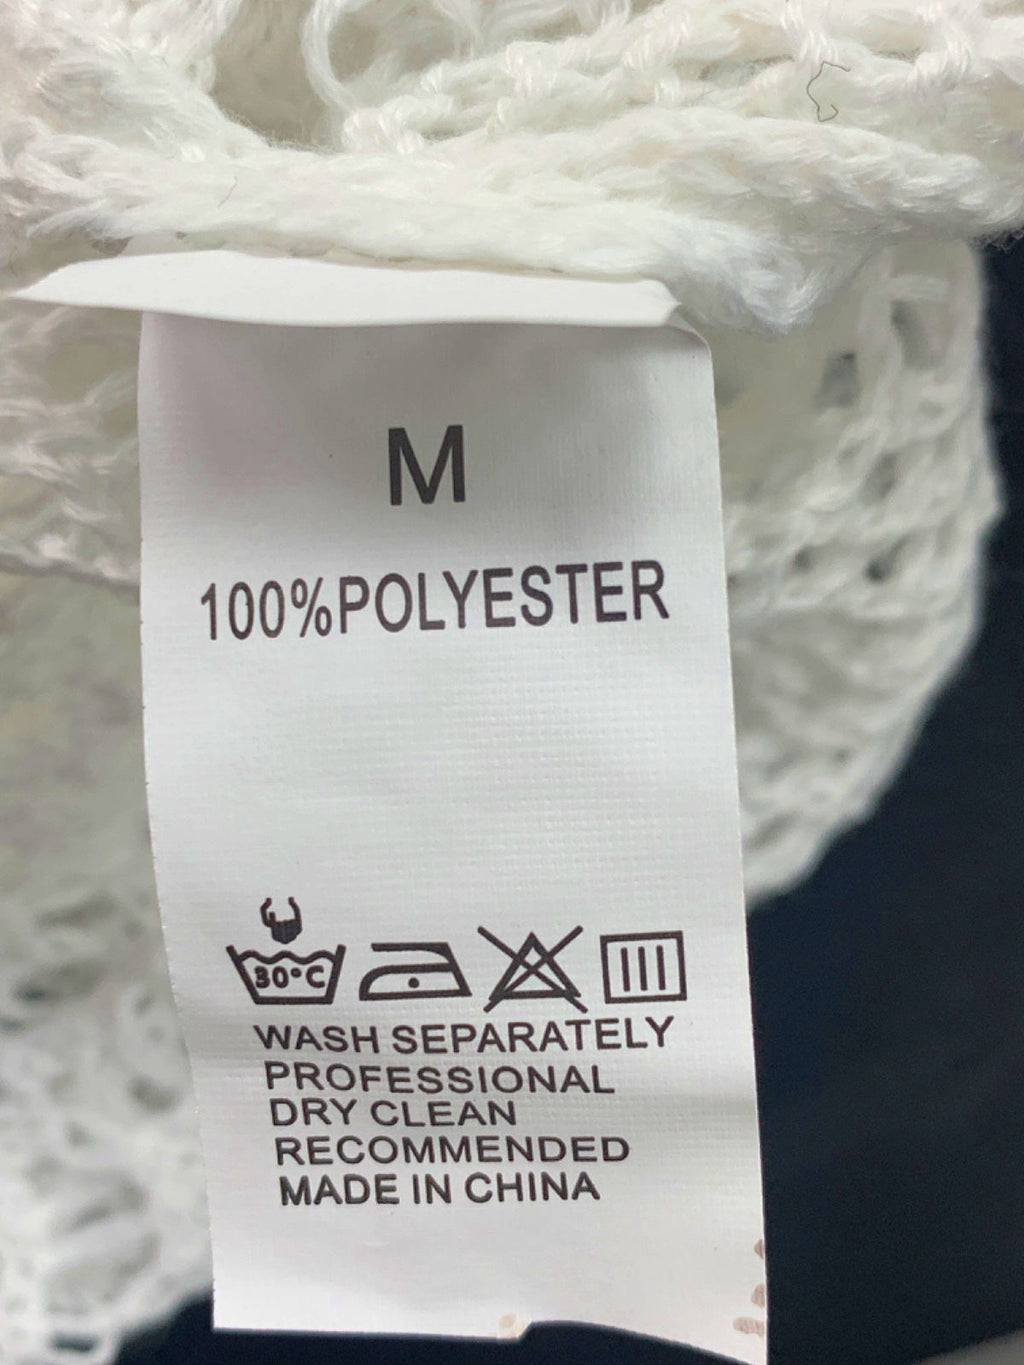 M
100%POLYESTER
30°C
WASH SEPARATELY
PROFESSIONAL
DRY CLEAN
RECOMMENDED
MADE IN CHINA